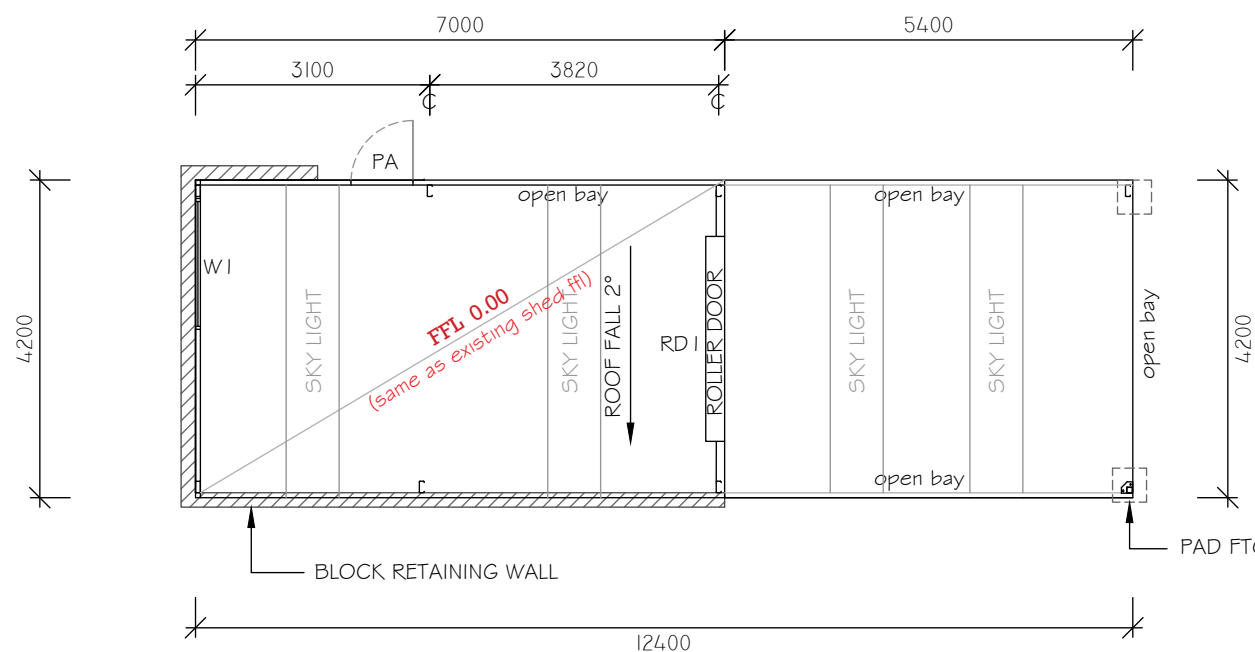 7000
5400
3100
3820
C
C
PA
open bay
open bay
W1
SKY LIGHT
FFL 0.00
(same as existing shed ffl)
SKY LIGHT
ROOF FALL 2°
RD1
ROLLER DOOR
SKY LIGHT
SKY LIGHT
open bay
4200
4200
open bay
PAD FT
BLOCK RETAINING WALL
12400